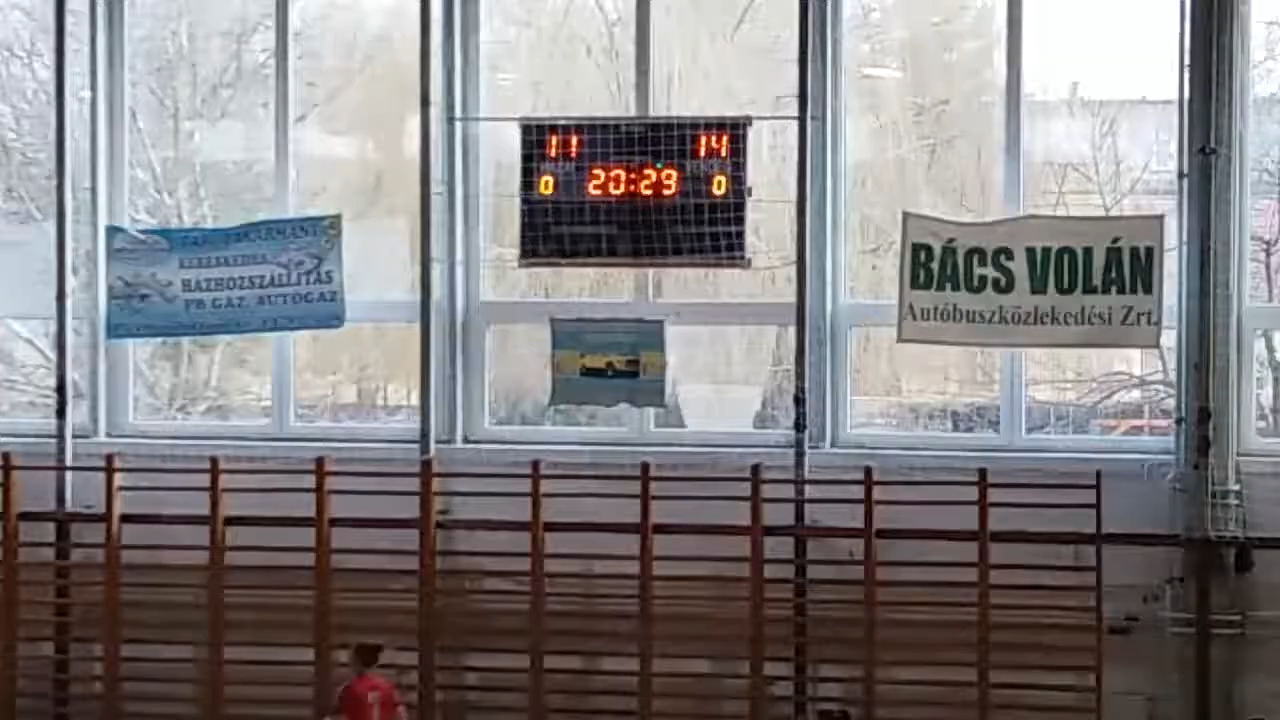 11 14
0 20:29 0
HÁZHOZSZÁLLÍTÁS
PB GÁZ, AUTÓGÁZ
BÁCS VOLÁN
Autóbuszközlekedési Zrt.